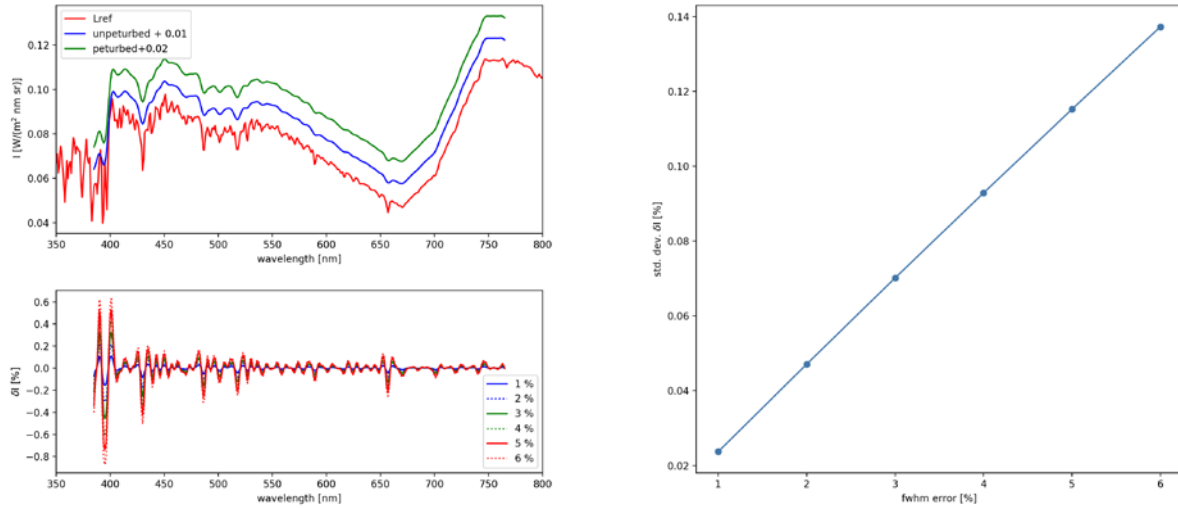 Lref
unpeturbed + 0.01
peturbed+0.02
0.12
0.10
0.08
0.06
0.04
I [W/(m² nm sr)]
350 400 450 500 550 600 650 700 750 800
wavelength [nm]
0.6
0.4
0.2
0.0
−0.2
−0.4
−0.6
−0.8
δI [%]
1 %
2 %
3 %
4 %
5 %
6 %
350 400 450 500 550 600 650 700 750 800
wavelength [nm]
0.14
0.12
0.10
0.08
0.06
0.04
0.02
std. dev. δI [%]
1 2 3 4 5 6
fwhm error [%]